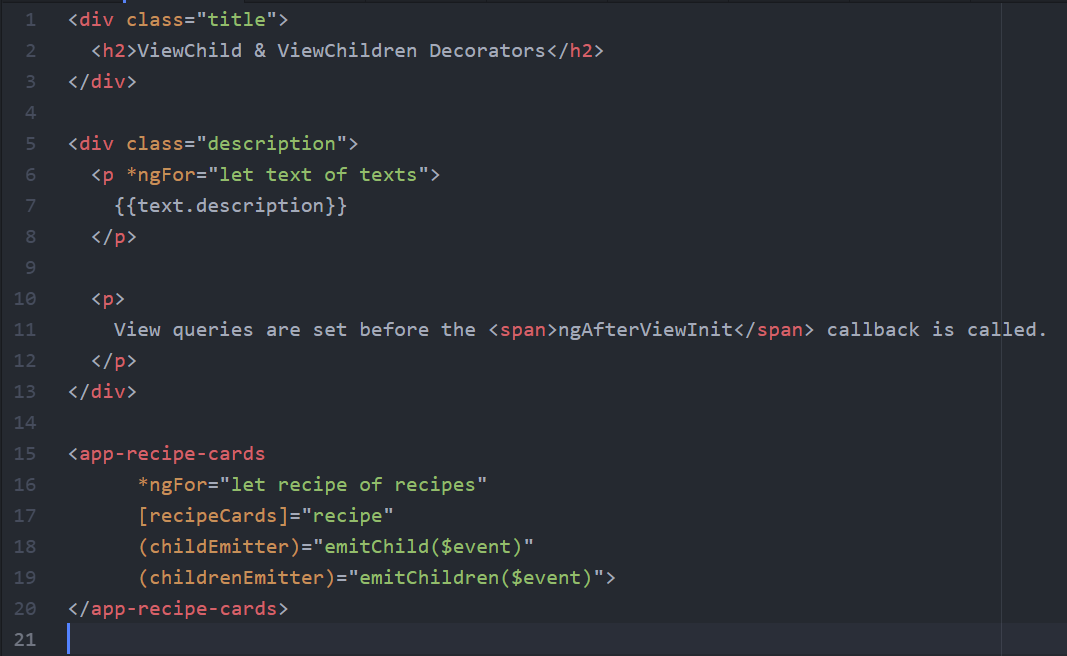 1 <div class="title">
2   <h2>ViewChild & ViewChildren Decorators</h2>
3 </div>
4
5 <div class="description">
6   <p *ngFor="let text of texts">
7     {{text.description}}
8   </p>
9
10   <p>
11     View queries are set before the <span>ngAfterViewInit</span> callback is called.
12   </p>
13 </div>
14
15 <app-recipe-cards
16       *ngFor="let recipe of recipes"
17       [recipeCards]="recipe"
18       (childEmitter)="emitChild($event)"
19       (childrenEmitter)="emitChildren($event)">
20 </app-recipe-cards>
21